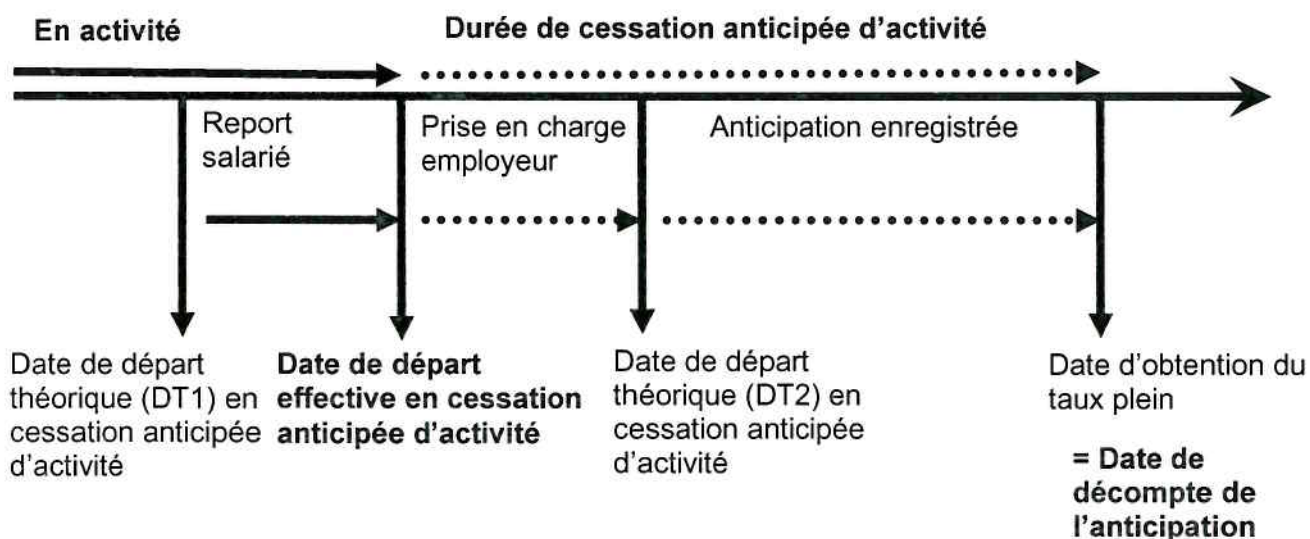 En activité
Durée de cessation anticipée d'activité
Report
salarié
Prise en charge
employeur
Anticipation enregistrée
Date de départ
théorique (DT1) en
cessation anticipée
d'activité
Date de départ
effective en cessation
anticipée d'activité
Date de départ
théorique (DT2) en
cessation anticipée
d'activité
Date d'obtention du
taux plein
= Date de
décompte de
l'anticipation